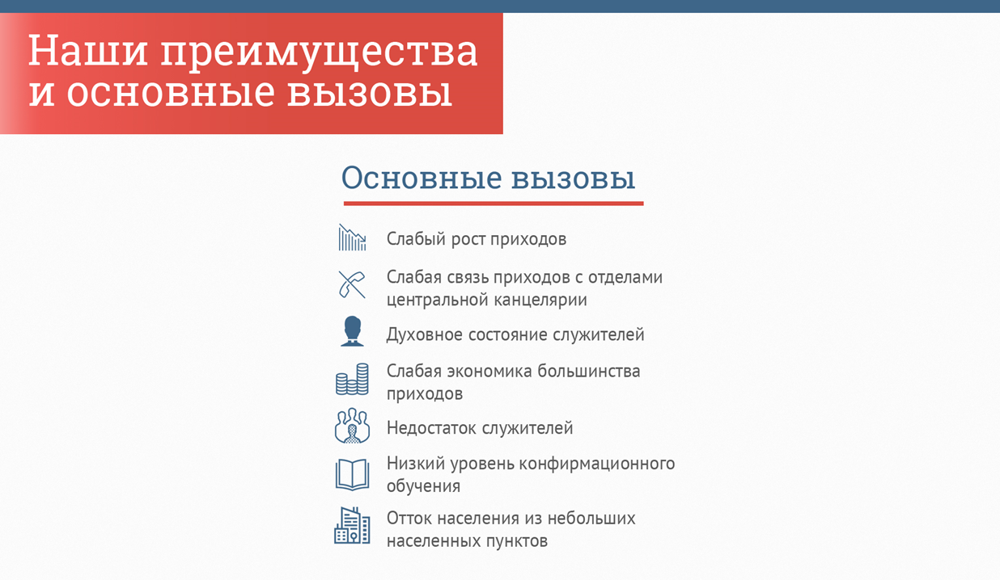 Наши преимущества
и основные вызовы
Основные вызовы
Слабый рост приходов
Слабая связь приходов с отделами
центральной канцелярии
Духовное состояние служителей
Слабая экономика большинства
приходов
Недостаток служителей
Низкий уровень конфирмационного
обучения
Отток населения из небольших
населенных пунктов